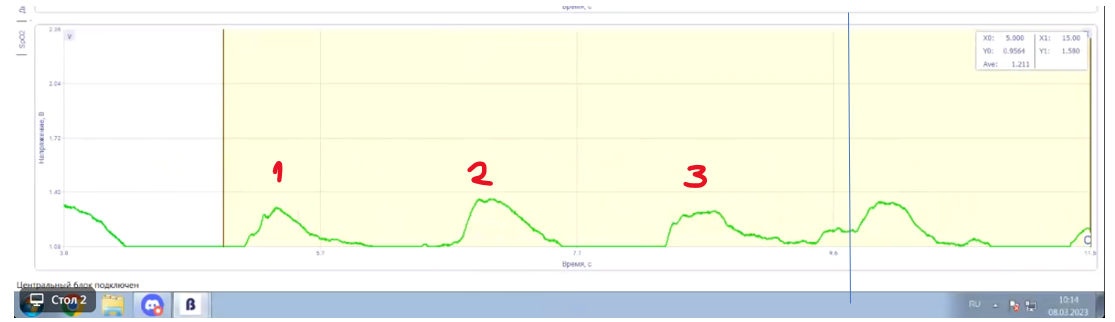 Время, с
SpO2
2.36
V
X0: 5.000 X1: 15.00
Y0: 0.9564 Y1: 1.590
Ave: 1.211
2.04
Напряжение, В
1.72
1 2 3
1.40
1.08
3.8 5.7 7.7 9.6 11.5
Время, с
Центральный блок подключен
Стол 2
ß
RU
10:14
08.03.2023